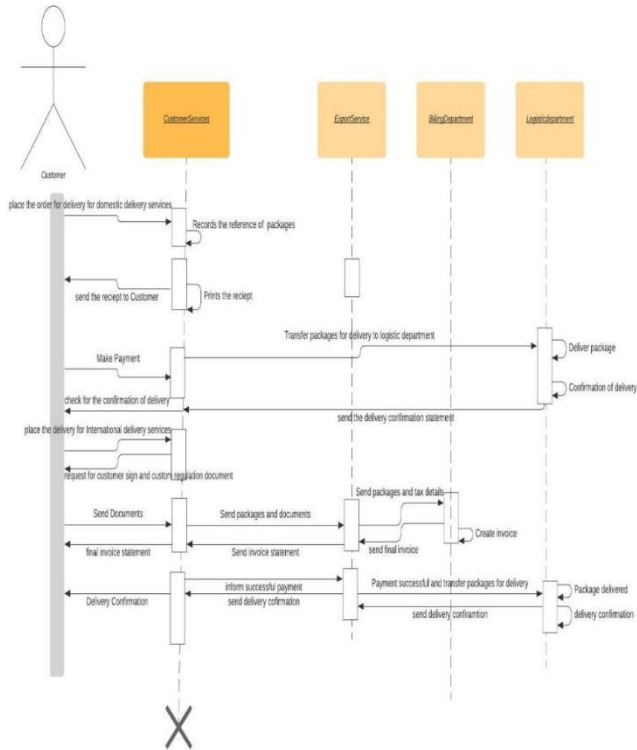 CustomerServices
ExportService
BillingDepartment
Logisticdepartment
Customer
place the order for delivery for domestic delivery services
Records the reference of packages
send the reciept to Customer
Prints the reciept
Transfer packages for delivery to logistic department
Deliver package
Make Payment
Confirmation of delivery
check for the confirmation of delivery
send the delivery confirmation statement
place the delivery for International delivery services
request for customer sign and custom regulation document
Send packages and tax details
Send Documents
Send packages and documents
Create invoice
final invoice statement
Send invoice statement
send final invoice
inform successful payment
Payment successful and transfer packages for delivery
Package delivered
Delivery Confirmation
send delivery cofirmation
send delivery confiramtion
delivery confirmation